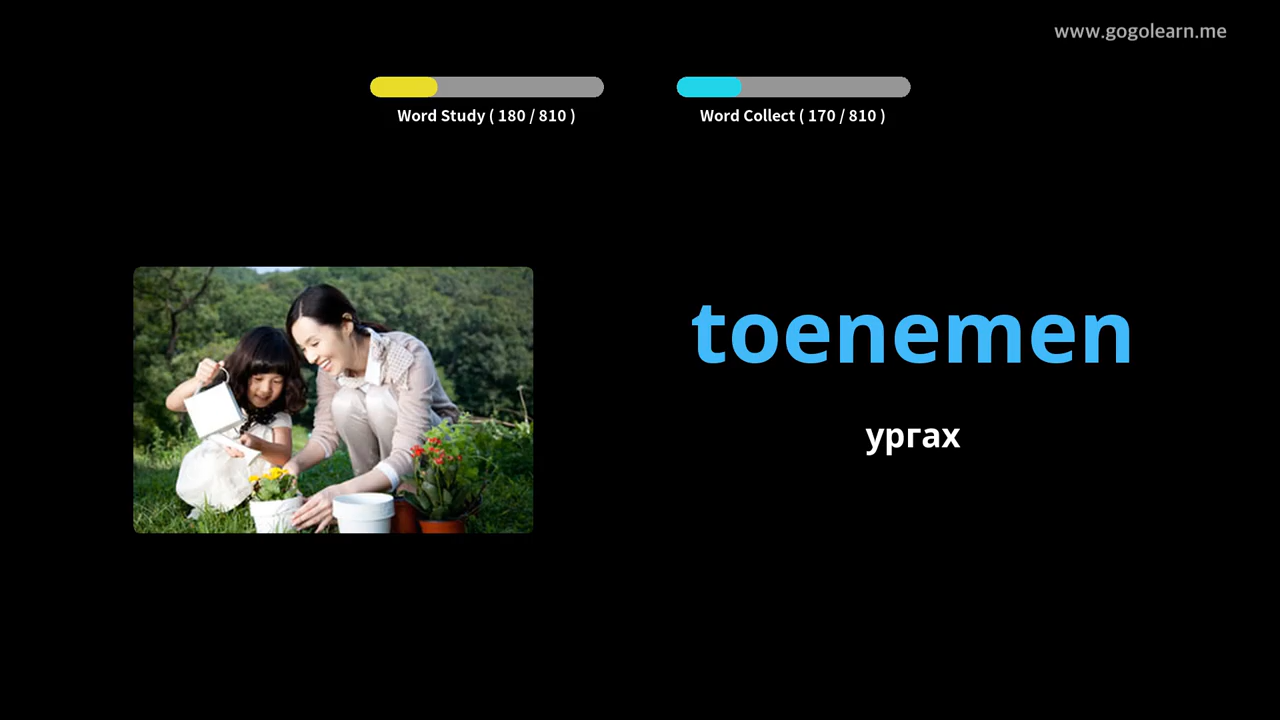 www.gogolearn.me
Word Study ( 180 / 810 )
Word Collect ( 170 / 810 )
toenemen
ургах